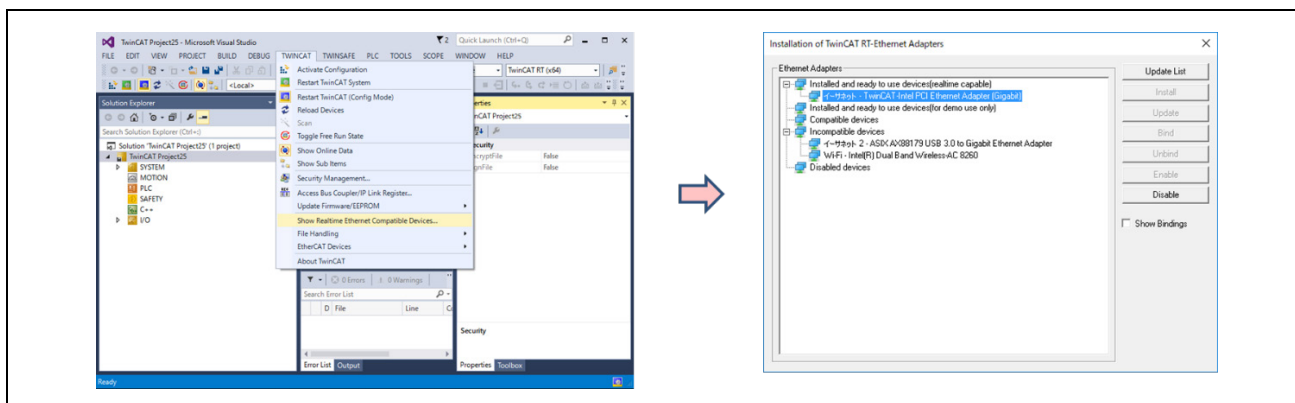 TwinCAT Project25 - Microsoft Visual Studio
2
Quick Launch (Ctrl+Q)
FILE EDIT VIEW PROJECT BUILD DEBUG TWINCAT TWINSAFE PLC TOOLS SCOPE WINDOW HELP
TwinCAT RT (x64)
<Local>
Solution Explorer
Search Solution Explorer (Ctrl+;)
Solution 'TwinCAT Project25' (1 project)
TwinCAT Project25
SYSTEM
MOTION
PLC
SAFETY
C++
I/O
Activate Configuration
Restart TwinCAT System
Restart TwinCAT (Config Mode)
Reload Devices
Scan
Toggle Free Run State
Show Online Data
Show Sub Items
Security Management...
Access Bus Coupler/IP Link Register...
Update Firmware/EEPROM
Show Realtime Ethernet Compatible Devices...
File Handling
EtherCAT Devices
About TwinCAT
erties
nCAT Project25
ecurity
cryptFile False
gnFile False
0 Errors
0 Warnings
Search Error List
D File Line
Error List Output
Security
Properties Toolbox
Ready
Installation of TwinCAT RT-Ethernet Adapters
Ethernet Adapters
Installed and ready to use devices(realtime capable)
イーサネット - TwinCAT-Intel PCI Ethernet Adapter (Gigabit)
Installed and ready to use devices(for demo use only)
Compatible devices
Incompatible devices
イーサネット 2 - ASIX AX88179 USB 3.0 to Gigabit Ethernet Adapter
Wi-Fi - Intel(R) Dual Band Wireless-AC 8260
Disabled devices
Update List
Install
Update
Bind
Unbind
Enable
Disable
Show Bindings